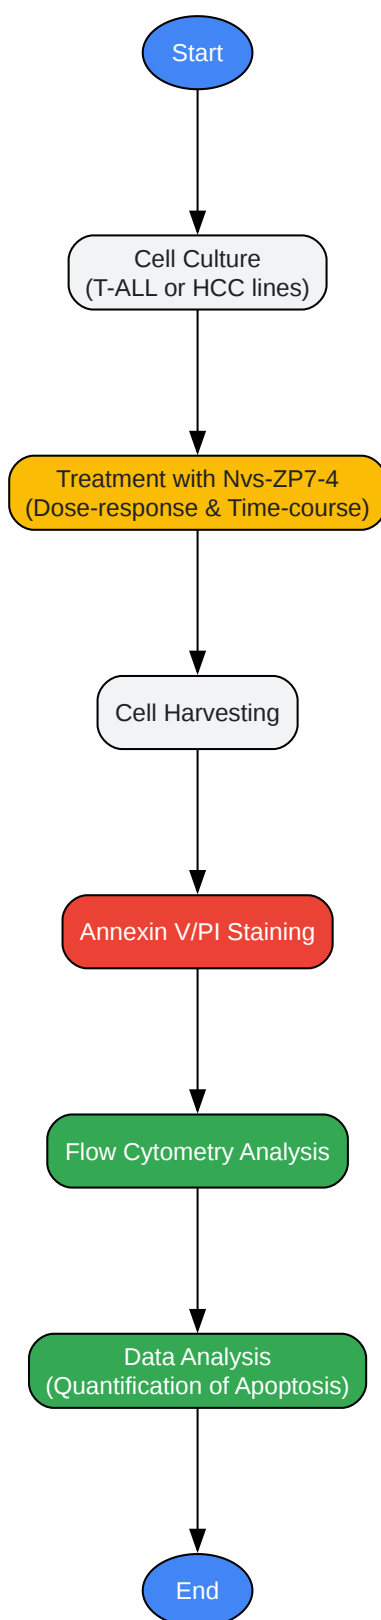 Start
Cell Culture
(T-ALL or HCC lines)
Treatment with Nvs-ZP7-4
(Dose-response & Time-course)
Cell Harvesting
Annexin V/PI Staining
Flow Cytometry Analysis
Data Analysis
(Quantification of Apoptosis)
End